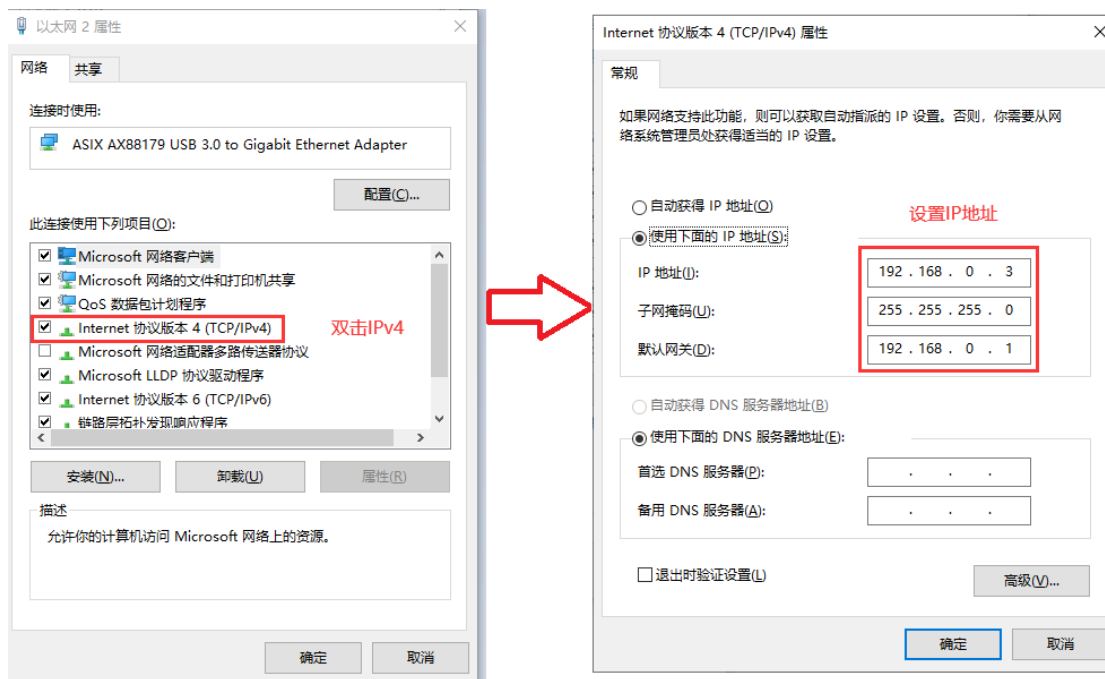 以太网 2 属性
网络
共享
连接时使用:
ASIX AX88179 USB 3.0 to Gigabit Ethernet Adapter
配置(C)...
此连接使用下列项目(O):
Microsoft 网络客户端
Microsoft 网络的文件和打印机共享
QoS 数据包计划程序
Internet 协议版本 4 (TCP/IPv4)
双击IPv4
Microsoft 网络适配器多路传送器协议
Microsoft LLDP 协议驱动程序
Internet 协议版本 6 (TCP/IPv6)
链路层拓扑发现响应程序
安装(N)...
卸载(U)
属性(R)
描述
允许你的计算机访问 Microsoft 网络上的资源。
确定
取消
Internet 协议版本 4 (TCP/IPv4) 属性
常规
如果网络支持此功能，则可以获取自动指派的 IP 设置。否则，你需要从网
络系统管理员处获得适当的 IP 设置。
自动获得 IP 地址(O)
设置IP地址
使用下面的 IP 地址(S):
IP 地址(I):
192 . 168 . 0 . 3
子网掩码(U):
255 . 255 . 255 . 0
默认网关(D):
192 . 168 . 0 . 1
自动获得 DNS 服务器地址(B)
使用下面的 DNS 服务器地址(E):
首选 DNS 服务器(P):
. . .
备用 DNS 服务器(A):
. . .
退出时验证设置(L)
高级(V)...
确定
取消